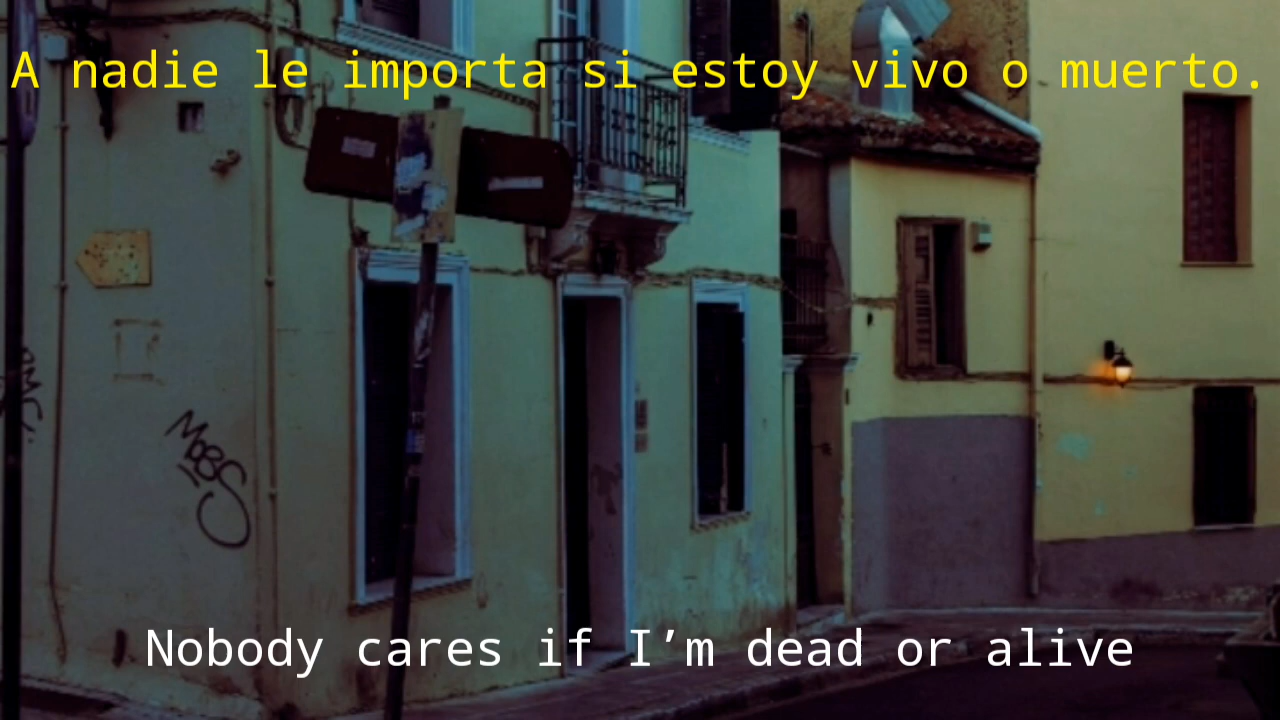 A nadie le importa si estoy vivo o muerto.
Nobody cares if I’m dead or alive